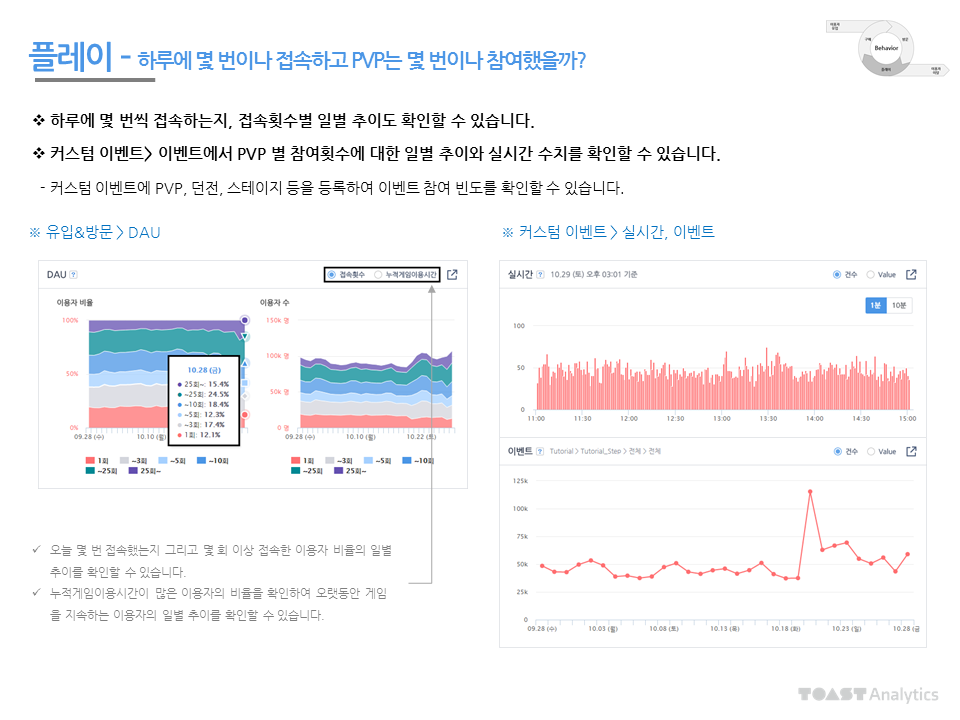 플레이 - 하루에 몇 번이나 접속하고 PVP는 몇 번이나 참여했을까?
Behavior
구매
방문
플레이
❖ 하루에 몇 번씩 접속하는지, 접속횟수별 일별 추이도 확인할 수 있습니다.
❖ 커스텀 이벤트> 이벤트에서 PVP 별 참여횟수에 대한 일별 추이와 실시간 수치를 확인할 수 있습니다.
- 커스텀 이벤트에 PVP, 던전, 스테이지 등을 등록하여 이벤트 참여 빈도를 확인할 수 있습니다.
※ 유입&방문 > DAU
DAU ?
접속횟수 누적게임이용시간
이용자 비율
100%
50%
0%
09.28 (수) 10.10 (월)
10.28 (금)
25회~: 15.4%
~25회: 24.5%
~10회: 18.4%
~5회: 12.3%
~3회: 17.4%
1회: 12.1%
1회 ~3회 ~5회 ~10회
~25회 25회~
이용자 수
150k 명
100k 명
50k 명
0 명
09.28 (수) 10.10 (월) 10.22 (토)
1회 ~3회 ~5회 ~10회
~25회 25회~
✓ 오늘 몇 번 접속했는지 그리고 몇 회 이상 접속한 이용자 비율의 일별
추이를 확인할 수 있습니다.
✓ 누적게임이용시간이 많은 이용자의 비율을 확인하여 오랫동안 게임
을 지속하는 이용자의 일별 추이를 확인할 수 있습니다.
※ 커스텀 이벤트 > 실시간, 이벤트
실시간 ? 10.29 (토) 오후 03:01 기준 건수 Value
1분 10분
100
50
0
11:00 11:30 12:00 12:30 13:00 13:30 14:00 14:30 15:00
이벤트 ? Tutorial > Tutorial_Step > 전체 > 전체 건수 Value
125k
100k
75k
50k
25k
0
09.28 (수) 10.03 (월) 10.08 (토) 10.13 (목) 10.18 (화) 10.23 (일) 10.28 (금
TOAST Analytics